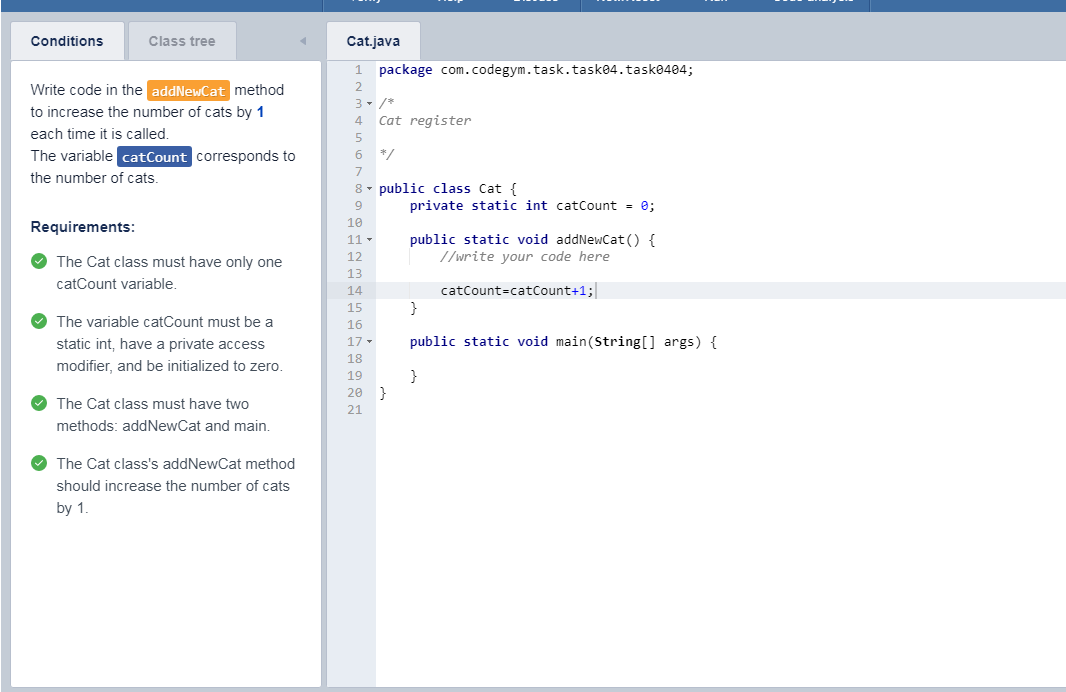 Conditions
Class tree
Cat.java
Write code in the addNewCat method
to increase the number of cats by 1
each time it is called.
The variable catCount corresponds to
the number of cats.
Requirements:
The Cat class must have only one
catCount variable.
The variable catCount must be a
static int, have a private access
modifier, and be initialized to zero.
The Cat class must have two
methods: addNewCat and main.
The Cat class's addNewCat method
should increase the number of cats
by 1.
1 package com.codegym.task.task04.task0404;
2
3 /*
4 Cat register
5
6 */
7
8 public class Cat {
9 private static int catCount = 0;
10
11 public static void addNewCat() {
12 //write your code here
13
14 catCount=catCount+1;
15 }
16
17 public static void main(String[] args) {
18
19 }
20 }
21